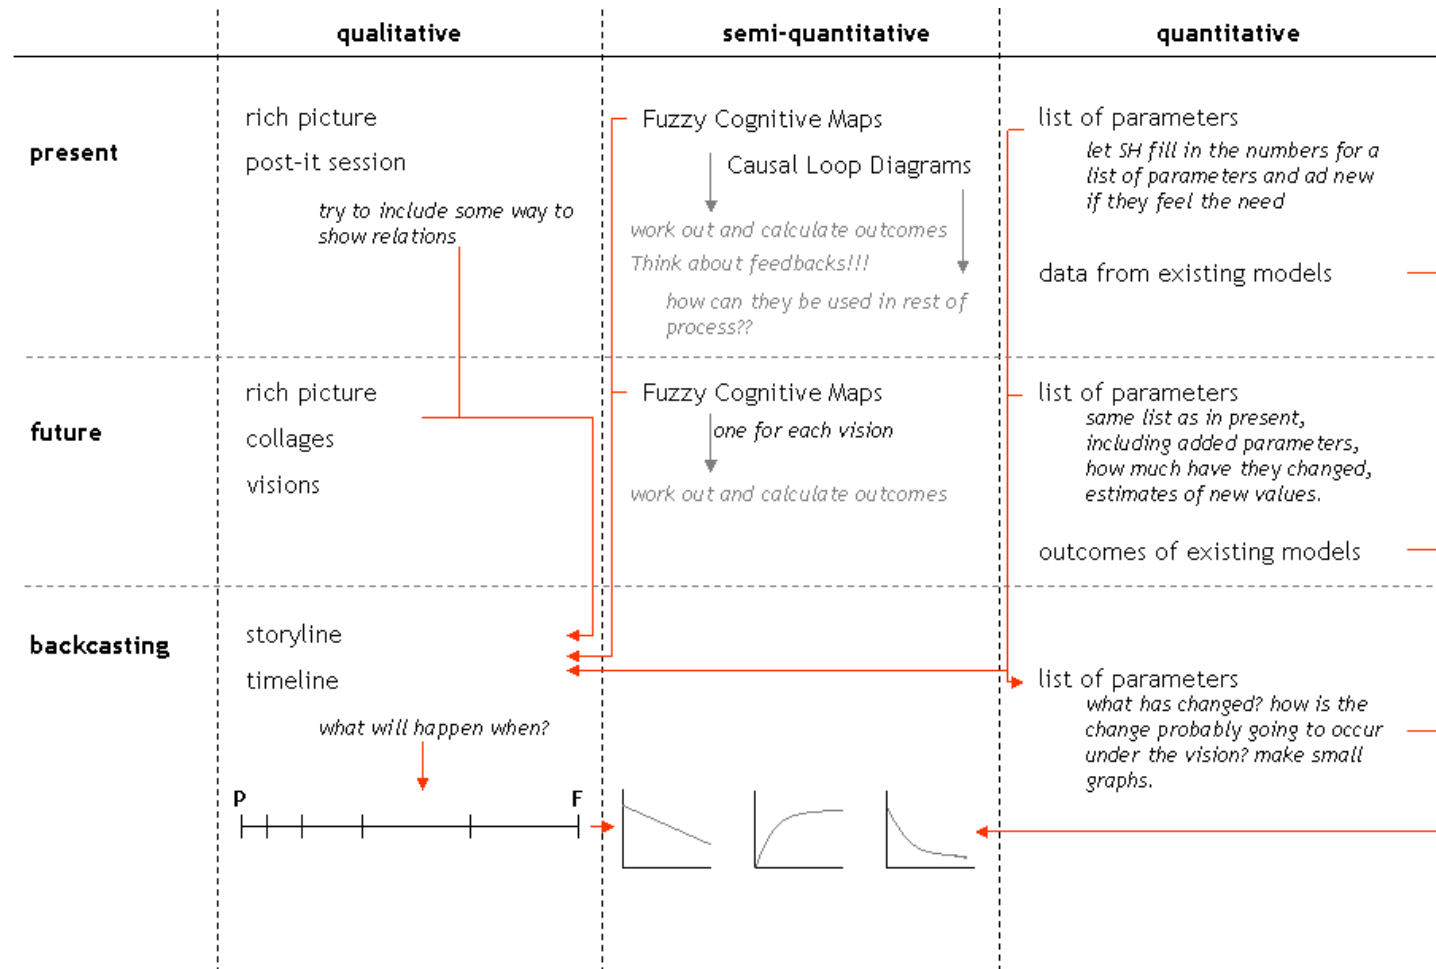 qualitative
semi-quantitative
quantitative
present
rich picture
post-it session
try to include some way to
show relations
Fuzzy Cognitive Maps
Causal Loop Diagrams
work out and calculate outcomes
Think about feedbacks!!!
how can they be used in rest of
process??
list of parameters
let SH fill in the numbers for a
list of parameters and ad new
if they feel the need
data from existing models
future
rich picture
collages
visions
Fuzzy Cognitive Maps
one for each vision
work out and calculate outcomes
list of parameters
same list as in present,
including added parameters,
how much have they changed,
estimates of new values.
outcomes of existing models
backcasting
storyline
timeline
what will happen when?
P
F
list of parameters
what has changed? how is the
change probably going to occur
under the vision? make small
graphs.